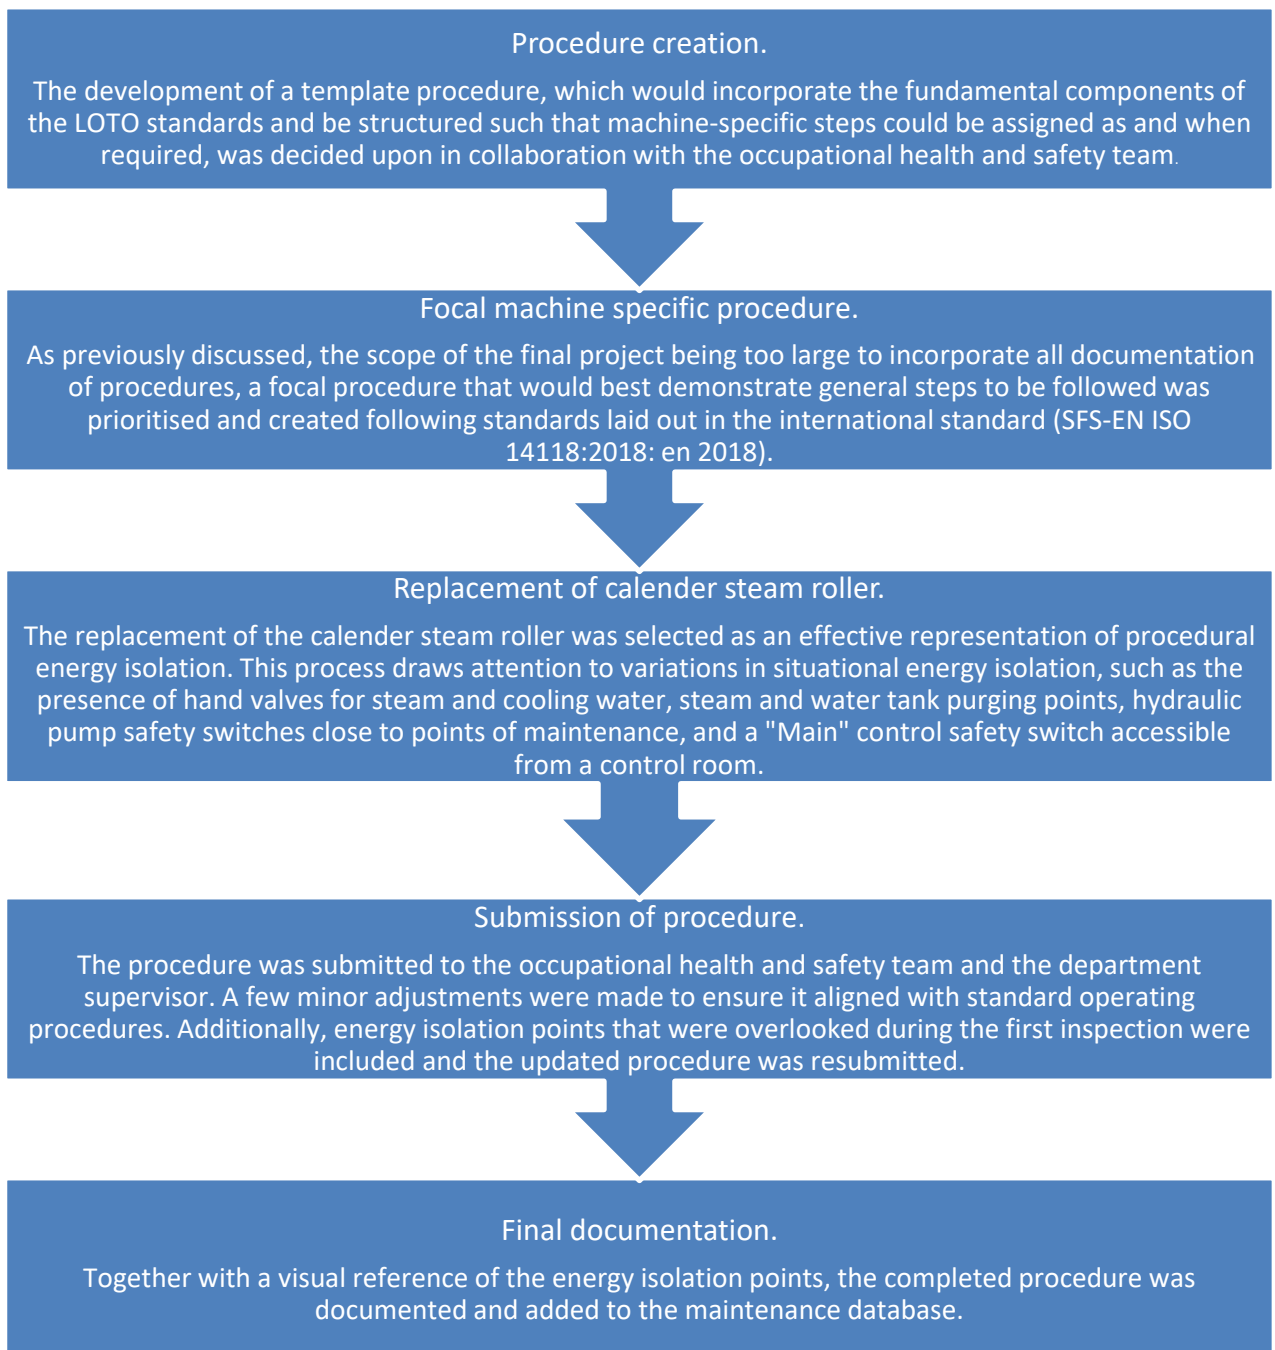 Procedure creation.
The development of a template procedure, which would incorporate the fundamental components of
the LOTO standards and be structured such that machine-specific steps could be assigned as and when
required, was decided upon in collaboration with the occupational health and safety team.
Focal machine specific procedure.
As previously discussed, the scope of the final project being too large to incorporate all documentation
of procedures, a focal procedure that would best demonstrate general steps to be followed was
prioritised and created following standards laid out in the international standard (SFS-EN ISO
14118:2018: en 2018).
Replacement of calender steam roller.
The replacement of the calender steam roller was selected as an effective representation of procedural
energy isolation. This process draws attention to variations in situational energy isolation, such as the
presence of hand valves for steam and cooling water, steam and water tank purging points, hydraulic
pump safety switches close to points of maintenance, and a "Main" control safety switch accessible
from a control room.
Submission of procedure.
The procedure was submitted to the occupational health and safety team and the department
supervisor. A few minor adjustments were made to ensure it aligned with standard operating
procedures. Additionally, energy isolation points that were overlooked during the first inspection were
included and the updated procedure was resubmitted.
Final documentation.
Together with a visual reference of the energy isolation points, the completed procedure was
documented and added to the maintenance database.